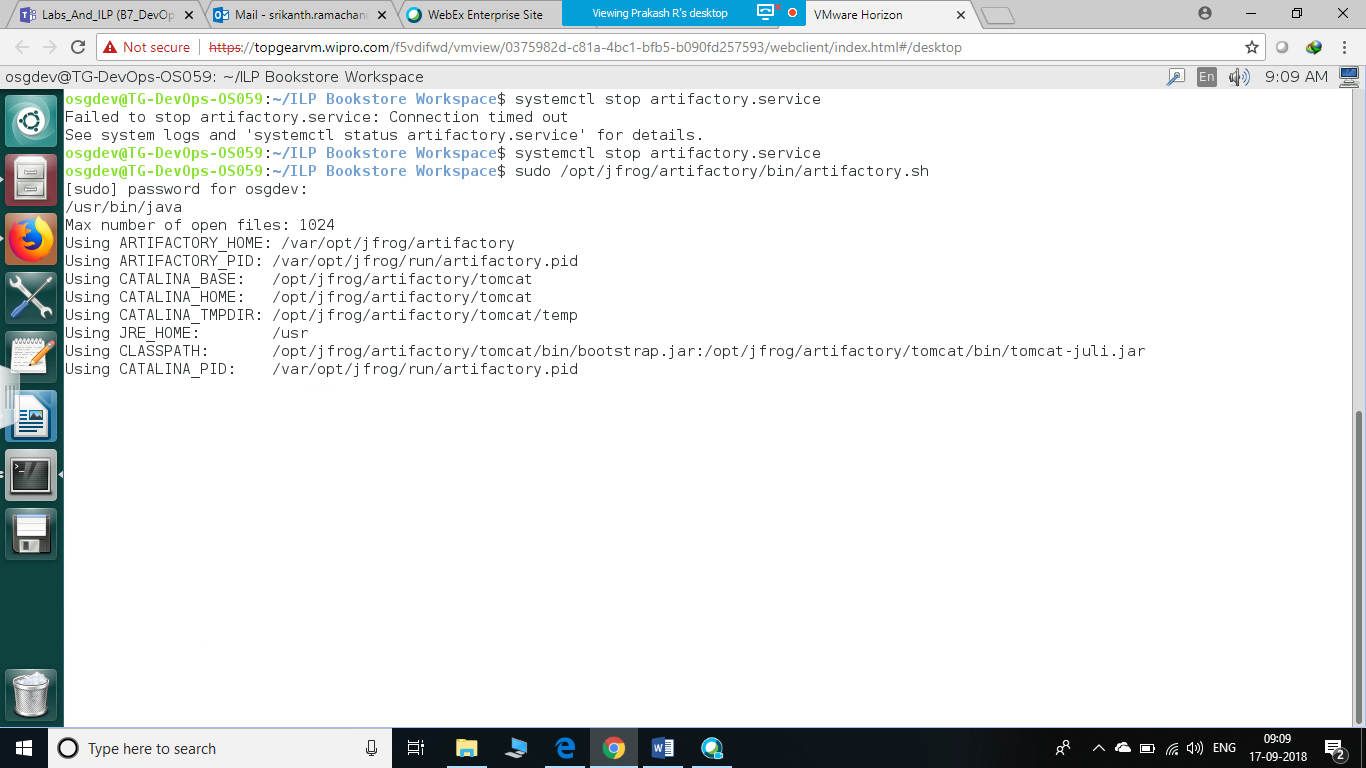 Labs_And_ILP (B7_DevOp
Mail - srikanth.ramachand
WebEx Enterprise Site
Viewing Prakash R's desktop
VMware Horizon
Not secure
https://topgearvm.wipro.com/f5vdifwd/vmview/0375982d-c81a-4bc1-bfb5-b090fd257593/webclient/index.html#/desktop
osgdev@TG-DevOps-OS059: ~/ILP Bookstore Workspace
En
9:09 AM
osgdev@TG-DevOps-OS059:~/ILP Bookstore Workspace$ systemctl stop artifactory.service
Failed to stop artifactory.service: Connection timed out
See system logs and 'systemctl status artifactory.service' for details.
osgdev@TG-DevOps-OS059:~/ILP Bookstore Workspace$ systemctl stop artifactory.service
osgdev@TG-DevOps-OS059:~/ILP Bookstore Workspace$ sudo /opt/jfrog/artifactory/bin/artifactory.sh
[sudo] password for osgdev:
/usr/bin/java
Max number of open files: 1024
Using ARTIFACTORY_HOME: /var/opt/jfrog/artifactory
Using ARTIFACTORY_PID: /var/opt/jfrog/run/artifactory.pid
Using CATALINA_BASE:   /opt/jfrog/artifactory/tomcat
Using CATALINA_HOME:   /opt/jfrog/artifactory/tomcat
Using CATALINA_TMPDIR: /opt/jfrog/artifactory/tomcat/temp
Using JRE_HOME:        /usr
Using CLASSPATH:       /opt/jfrog/artifactory/tomcat/bin/bootstrap.jar:/opt/jfrog/artifactory/tomcat/bin/tomcat-juli.jar
Using CATALINA_PID:    /var/opt/jfrog/run/artifactory.pid
Type here to search
ENG
09:09
17-09-2018
2